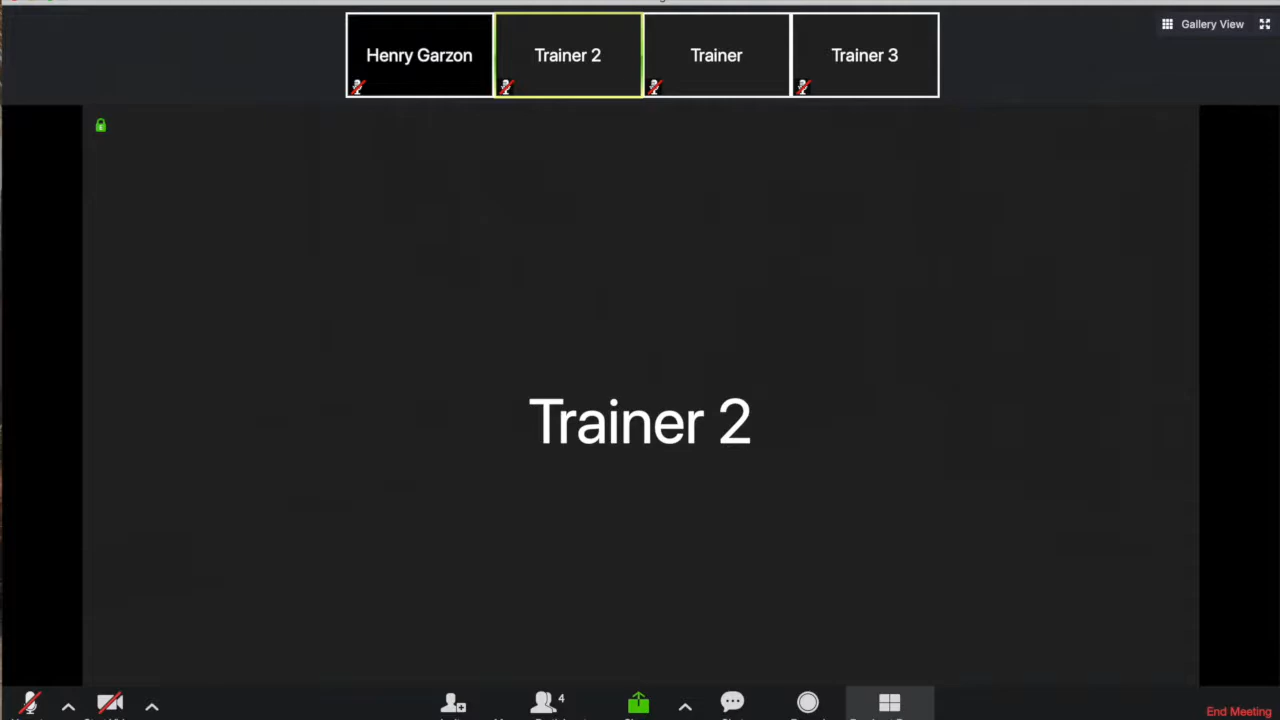 Henry Garzon
Trainer 2
Trainer
Trainer 3
Gallery View
Trainer 2
4
End Meeting